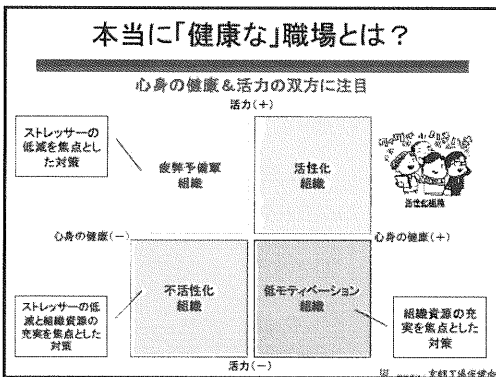 本当に「健康な」職場とは？
心身の健康＆活力の双方に注目
活力(＋)
ストレッサーの
低減を焦点とし
た対策
疲弊予備軍
組織
活性化
組織
活性化組織
心身の健康(－)
心身の健康(＋)
不活性化
組織
低モティベーション
組織
ストレッサーの低
減と組織資源の
充実を焦点とした
対策
組織資源の充
実を焦点とした
対策
活力(－)